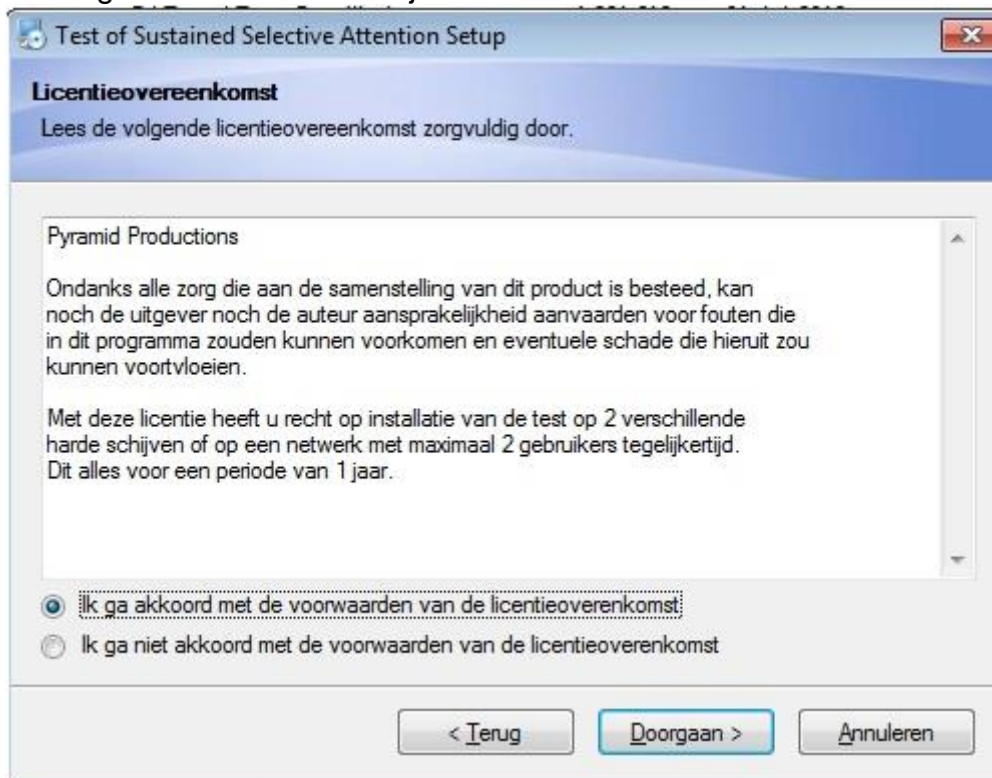 Test of Sustained Selective Attention Setup
Licentieovereenkomst
Lees de volgende licentieovereenkomst zorgvuldig door.
Pyramid Productions
Ondanks alle zorg die aan de samenstelling van dit product is besteed, kan
noch de uitgever noch de auteur aansprakelijkheid aanvaarden voor fouten die
in dit programma zouden kunnen voorkomen en eventuele schade die hieruit zou
kunnen voortvloeien.
Met deze licentie heeft u recht op installatie van de test op 2 verschillende
harde schijven of op een netwerk met maximaal 2 gebruikers tegelijkertijd.
Dit alles voor een periode van 1 jaar.
Ik ga akkoord met de voorwaarden van de licentieoverenkomst
Ik ga niet akkoord met de voorwaarden van de licentieoverenkomst
< Terug
Doorgaan >
Annuleren